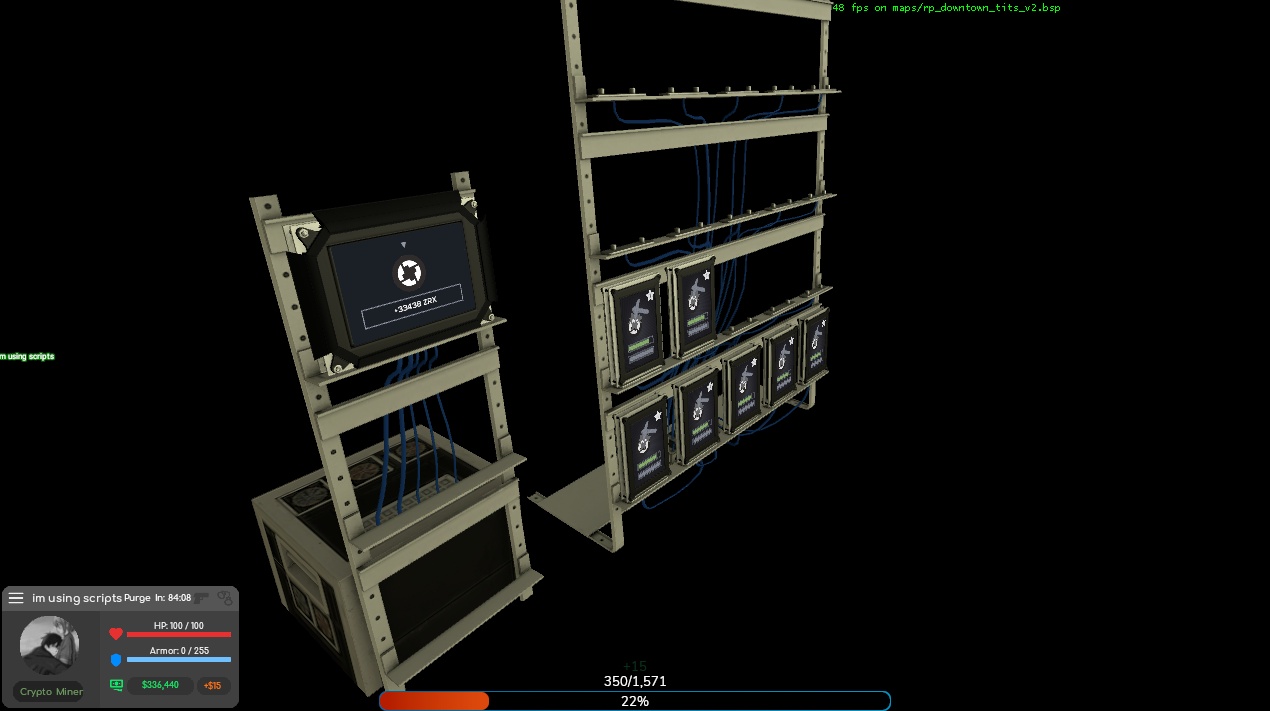 48 fps on maps/rp_downtown_tits_v2.bsp
+33438 ZRX
m using scripts
im using scripts Purge In: 84:08
HP: 100 / 100
Armor: 0 / 255
Crypto Miner
$336,440
+$15
+15
350/1,571
22%